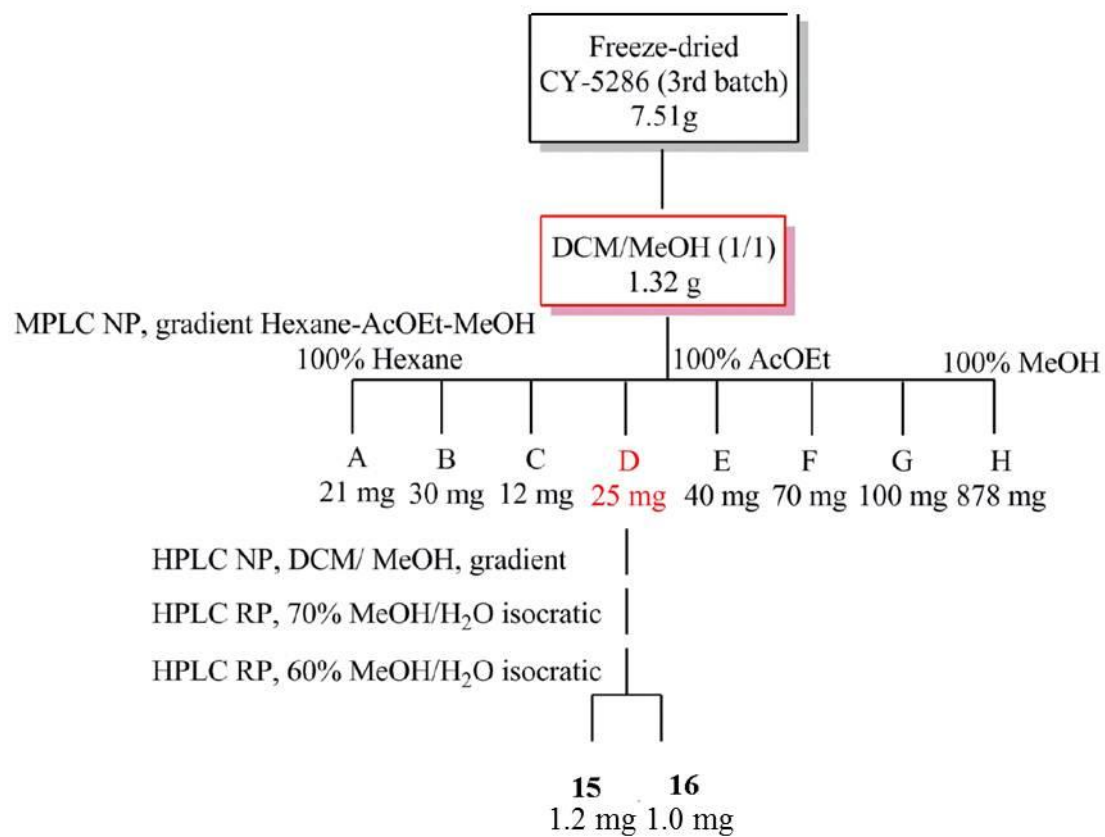 Freeze-dried
CY-5286 (3rd batch)
7.51g
DCM/MeOH (1/1)
1.32 g
MPLC NP, gradient Hexane-AcOEt-MeOH
100% Hexane 100% AcOEt 100% MeOH
A B C D E F G H
21 mg 30 mg 12 mg 25 mg 40 mg 70 mg 100 mg 878 mg
HPLC NP, DCM/ MeOH, gradient
HPLC RP, 70% MeOH/H₂O isocratic
HPLC RP, 60% MeOH/H₂O isocratic
15 16
1.2 mg 1.0 mg